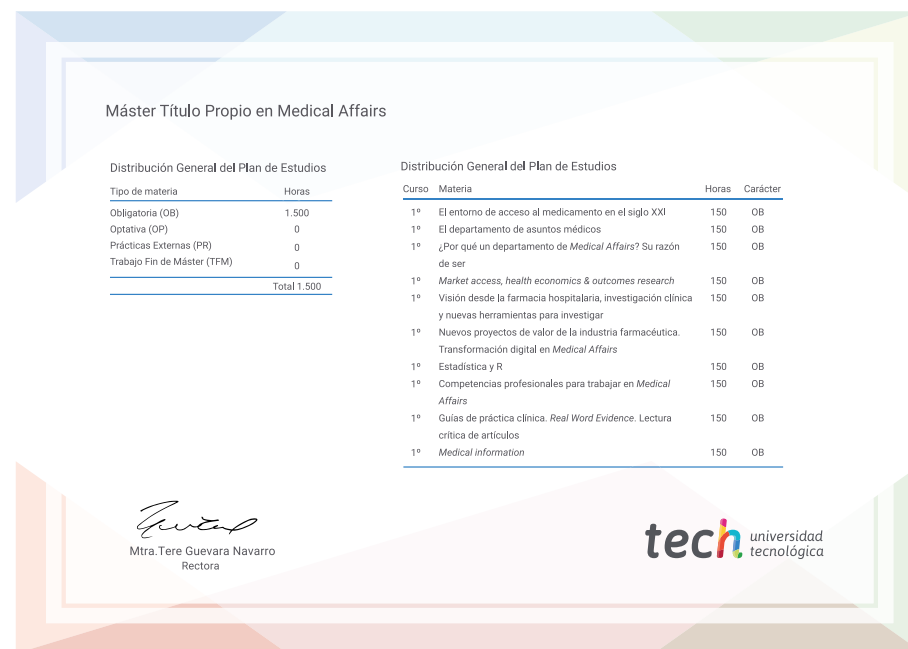 Máster Título Propio en Medical Affairs
Distribución General del Plan de Estudios
Tipo de materia Horas
Obligatoria (OB) 1.500
Optativa (OP) 0
Prácticas Externas (PR) 0
Trabajo Fin de Máster (TFM) 0
Total 1.500
Distribución General del Plan de Estudios
Curso Materia Horas Carácter
1º El entorno de acceso al medicamento en el siglo XXI 150 OB
1º El departamento de asuntos médicos 150 OB
1º ¿Por qué un departamento de Medical Affairs? Su razón 150 OB
de ser
1º Market access, health economics & outcomes research 150 OB
1º Visión desde la farmacia hospitalaria, investigación clínica 150 OB
y nuevas herramientas para investigar
1º Nuevos proyectos de valor de la industria farmacéutica. 150 OB
Transformación digital en Medical Affairs
1º Estadística y R 150 OB
1º Competencias profesionales para trabajar en Medical 150 OB
Affairs
1º Guías de práctica clínica. Real Word Evidence. Lectura 150 OB
crítica de artículos
1º Medical information 150 OB
Mtra.Tere Guevara Navarro
Rectora
tech universidad
tecnológica